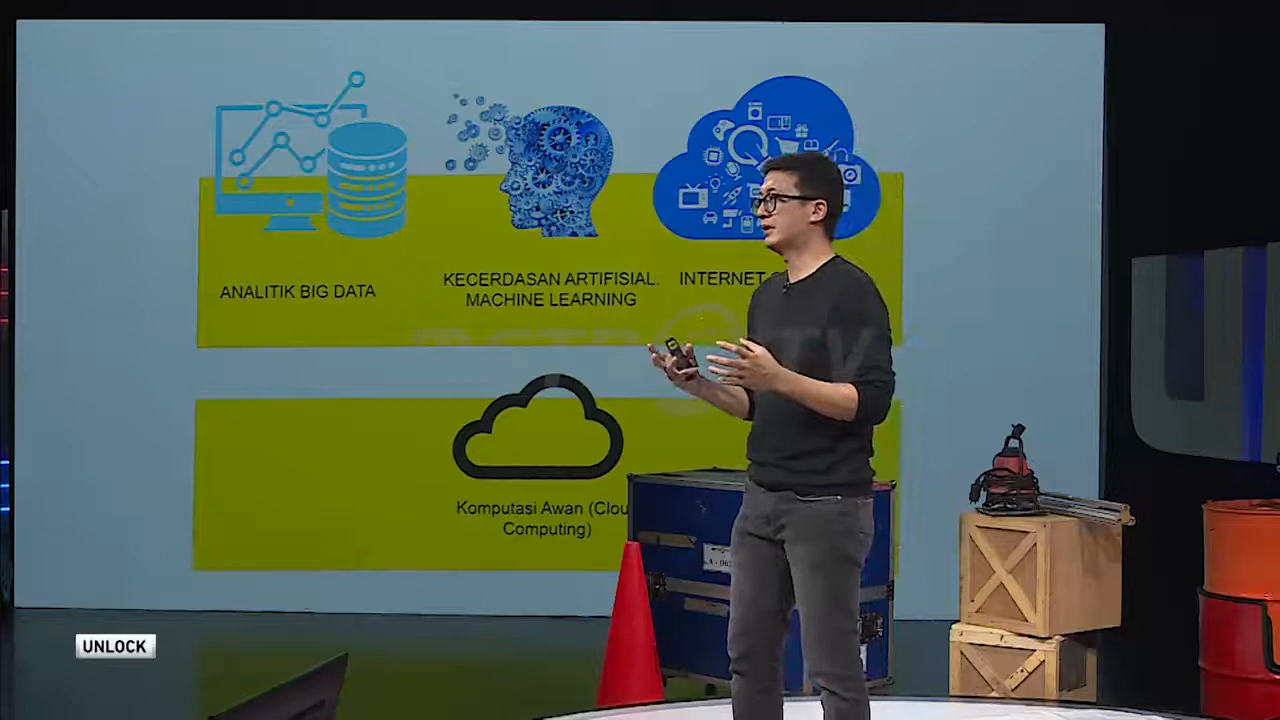 ANALITIK BIG DATA
KECERDASAN ARTIFISIAL.
MACHINE LEARNING
INTERNET
Komputasi Awan (Clou
Computing)
UNLOCK